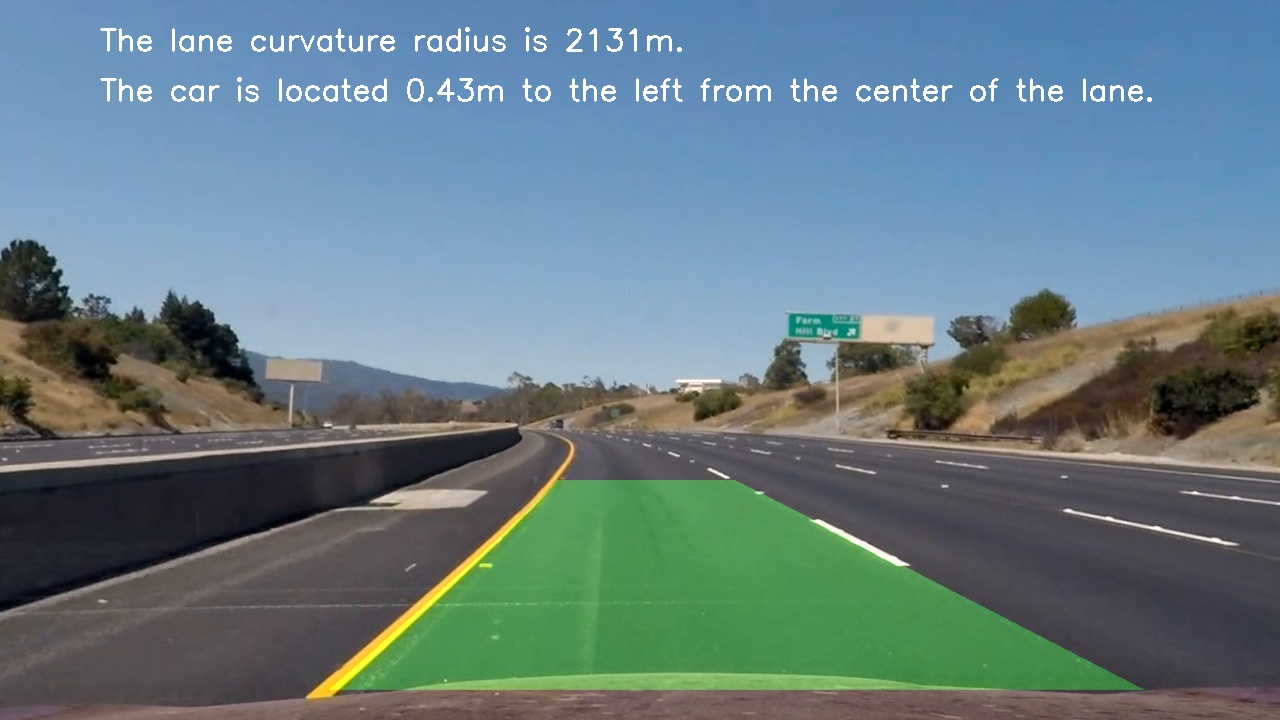 The lane curvature radius is 2131m.
The car is located 0.43m to the left from the center of the lane.
Farm
Hill Blvd